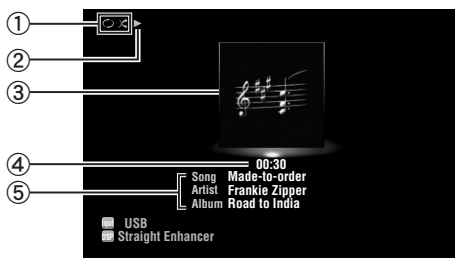 ①
②
③
④
⑤
00:30
Song Made-to-order
Artist Frankie Zipper
Album Road to India
USB
DSP Straight Enhancer